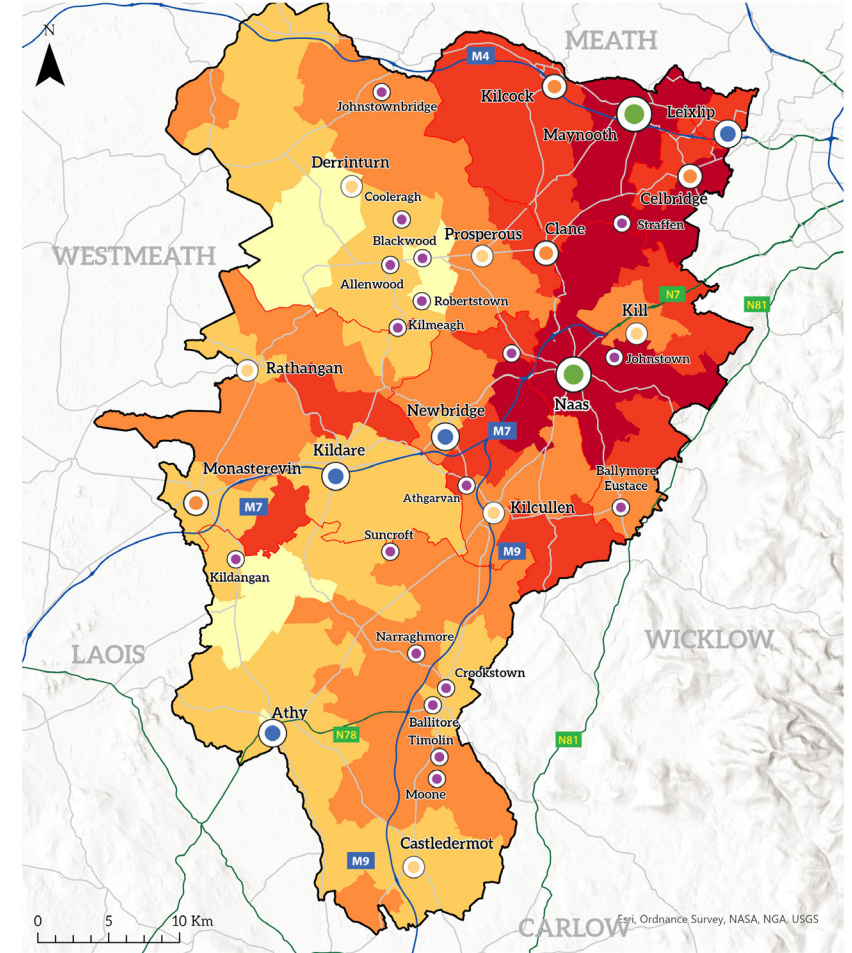 N
MEATH
M4
Kilcock
Johnstownbridge
Leixlip
Maynooth
Derrinturn
Cooleragh
Celbridge
Straffen
Blackwood
Prosperous
Clane
WESTMEATH
Allenwood
N7
Robertstown
N81
Kill
Kilmeagh
Johnstown
Rathangan
Naas
Newbridge
M7
Kildare
Monasterevin
Ballymore
Eustace
Athgarvan
M7
Kilcullen
Suncroft
M9
Kildangan
Narraghmore
WICKLOW
LAOIS
Crookstown
Athy
Ballitore
N78
Timolin
N81
Moone
Castledermot
M9
0 5 10 Km
Esri, Ordnance Survey, NASA, NGA, USGS
CARLOW